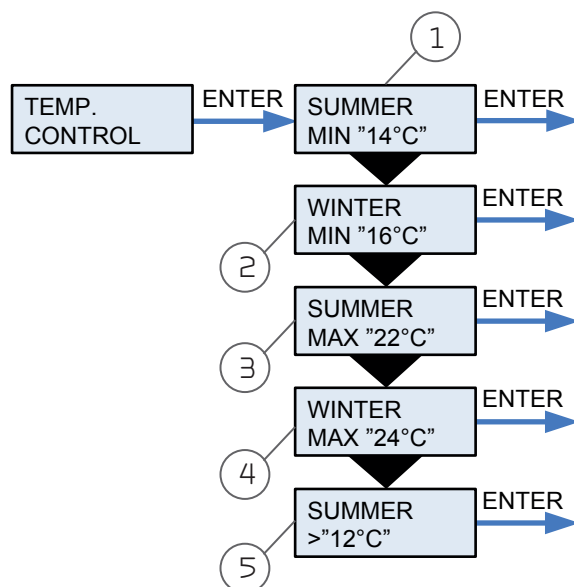 1
TEMP.
CONTROL
ENTER
SUMMER
MIN ”14°C”
ENTER
WINTER
MIN ”16°C”
ENTER
2
SUMMER
MAX ”22°C”
ENTER
3
WINTER
MAX ”24°C”
ENTER
4
SUMMER
>”12°C”
ENTER
5